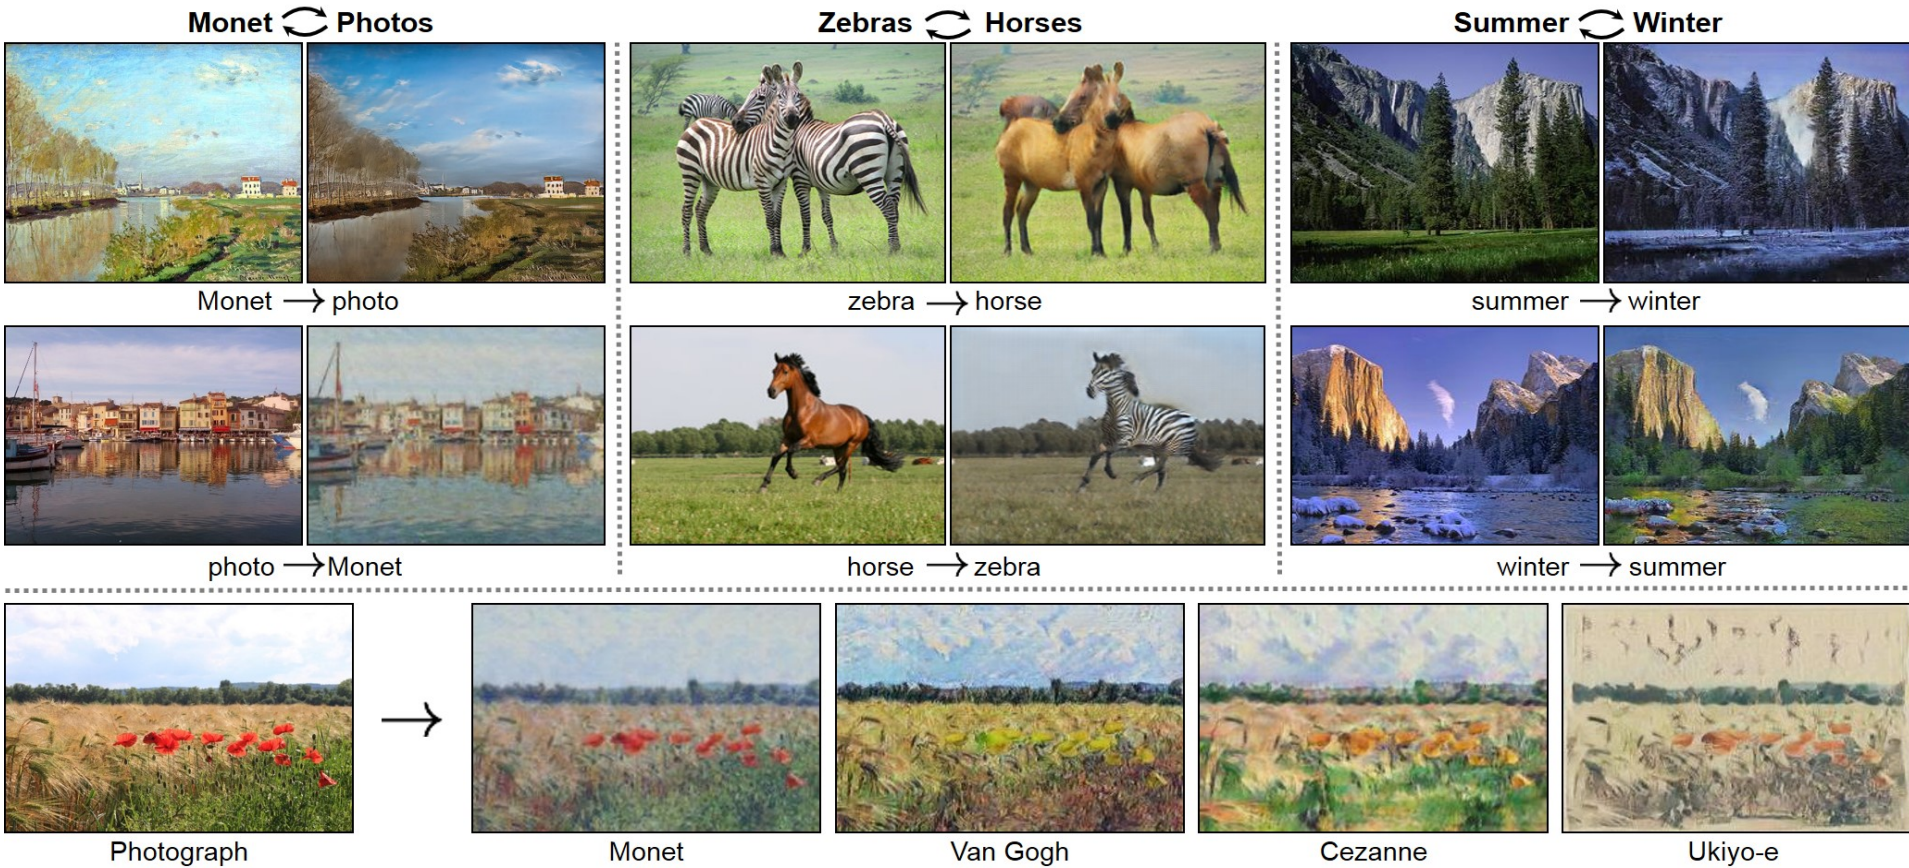 Monet Photos
Zebras Horses
Summer Winter
Monet → photo
zebra → horse
summer → winter
photo → Monet
horse → zebra
winter → summer
Photograph
→
Monet
Van Gogh
Cezanne
Ukiyo-e